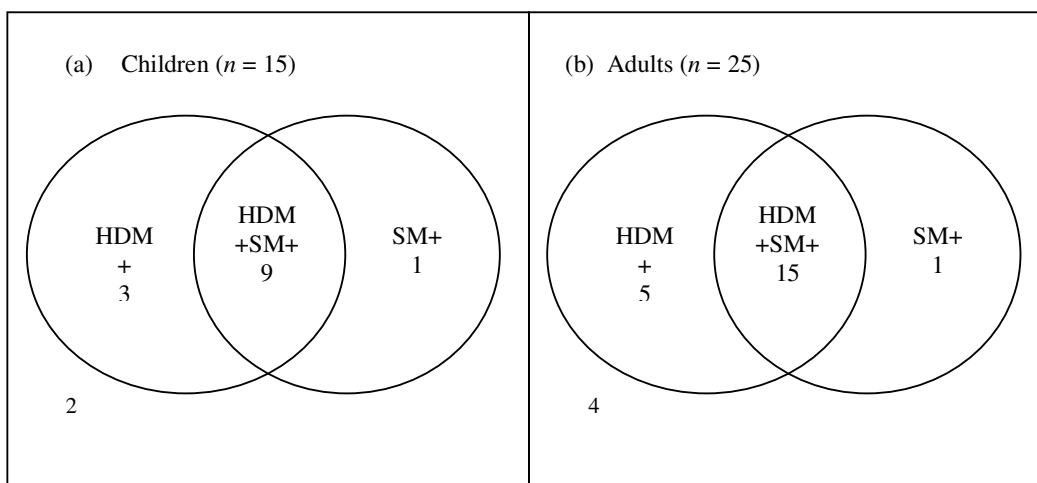 (a) Children (n = 15)
HDM
+
3
HDM
+SM+
9
SM+
1
2
(b) Adults (n = 25)
HDM
+
5
HDM
+SM+
15
SM+
1
4